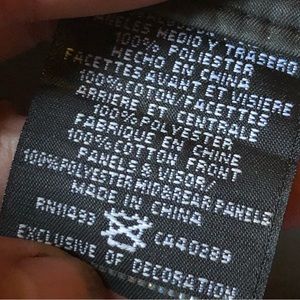 PANELES MEDIO Y TRASERO
100% POLIESTER
HECHO EN CHINA
FACETTES AVANT ET VISIERE
100% COTON/FACETTES
ARRIERE ET CENTRALE
100% POLYESTER
FABRIQUE EN CHINE
100% COTTON FRONT
PANELS & VISOR/
100% POLYESTER MID & REAR PANELS
MADE IN CHINA
RN11493 CA40289
EXCLUSIVE OF DECORATION